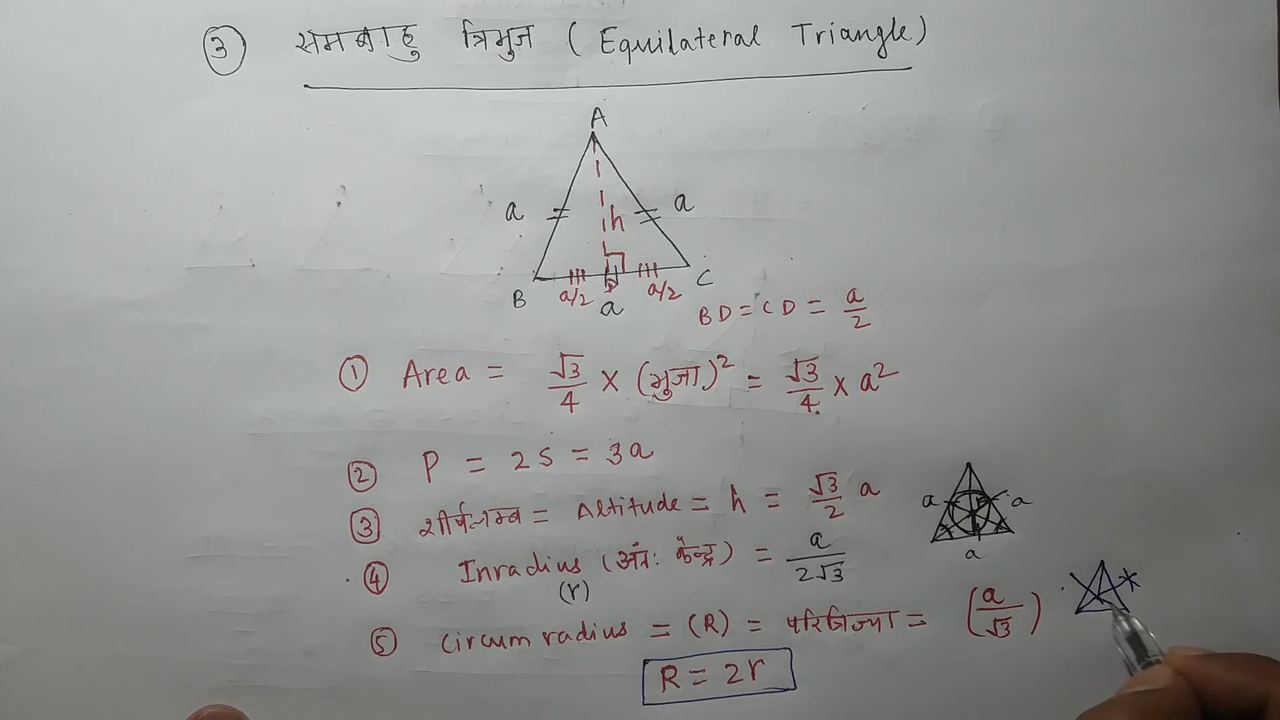 ③ समबाहु त्रिभुज (Equilateral Triangle)
A
a h a
B a/2 D a/2 C
a
BD = CD = a/2
① Area = √3/4 × (भुजा)² = √3/4 × a²
② P = 2s = 3a
③ शीर्षलम्ब = Altitude = h = √3/2 a
a a
a
④ Inradius (अंत: केन्द्र) = a/2√3
(r)
⑤ Circum radius = (R) = परित्रिज्या = (a/√3)
R = 2r